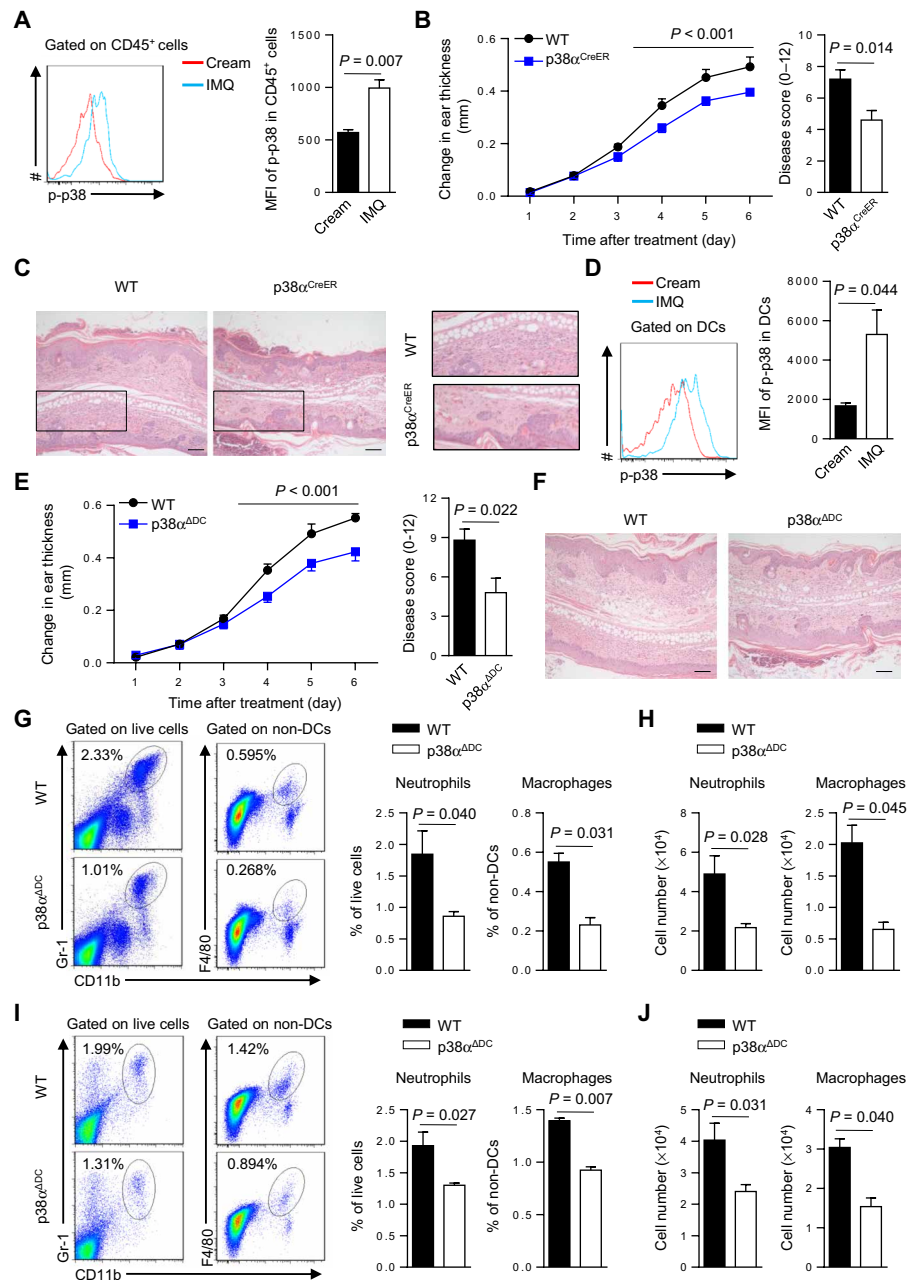 A
Gated on CD45⁺ cells
Cream
IMQ
#
p-p38
MFI of p-p38 in CD45⁺ cells
1500
1000
500
0
P = 0.007
Cream
IMQ
B
Change in ear thickness
(mm)
0.6
0.4
0.2
0.0
WT
p38α^CreER
P < 0.001
1 2 3 4 5 6
Time after treatment (day)
Disease score (0–12)
10
8
6
4
2
0
P = 0.014
WT
p38α^CreER
C
WT
p38α^CreER
WT
p38α^CreER
D
Cream
IMQ
Gated on DCs
#
p-p38
MFI of p-p38 in DCs
8000
6000
4000
2000
0
P = 0.044
Cream
IMQ
E
Change in ear thickness
(mm)
0.6
0.4
0.2
0.0
WT
p38α^ΔDC
P < 0.001
1 2 3 4 5 6
Time after treatment (day)
Disease score (0-12)
12
9
6
3
0
P = 0.022
WT
p38α^ΔDC
F
WT
p38α^ΔDC
G
Gated on live cells
Gated on non-DCs
WT
2.33%
0.595%
p38α^ΔDC
1.01%
0.268%
Gr-1
F4/80
CD11b
WT
p38α^ΔDC
Neutrophils
% of live cells
2.5
2.0
1.5
1.0
0.5
0.0
P = 0.040
Macrophages
% of non-DCs
0.8
0.6
0.4
0.2
0.0
P = 0.031
H
WT
p38α^ΔDC
Neutrophils
Cell number (×10⁴)
8
6
4
2
0
P = 0.028
Macrophages
Cell number (×10⁴)
2.5
2.0
1.5
1.0
0.5
0.0
P = 0.045
I
Gated on live cells
Gated on non-DCs
WT
1.99%
1.42%
p38α^ΔDC
1.31%
0.894%
Gr-1
F4/80
CD11b
WT
p38α^ΔDC
Neutrophils
% of live cells
2.5
2.0
1.5
1.0
0.5
0.0
P = 0.027
Macrophages
% of non-DCs
1.5
1.0
0.5
0.0
P = 0.007
J
WT
p38α^ΔDC
Neutrophils
Cell number (×10⁴)
5
4
3
2
1
0
P = 0.031
Macrophages
Cell number (×10⁴)
4
3
2
1
0
P = 0.040